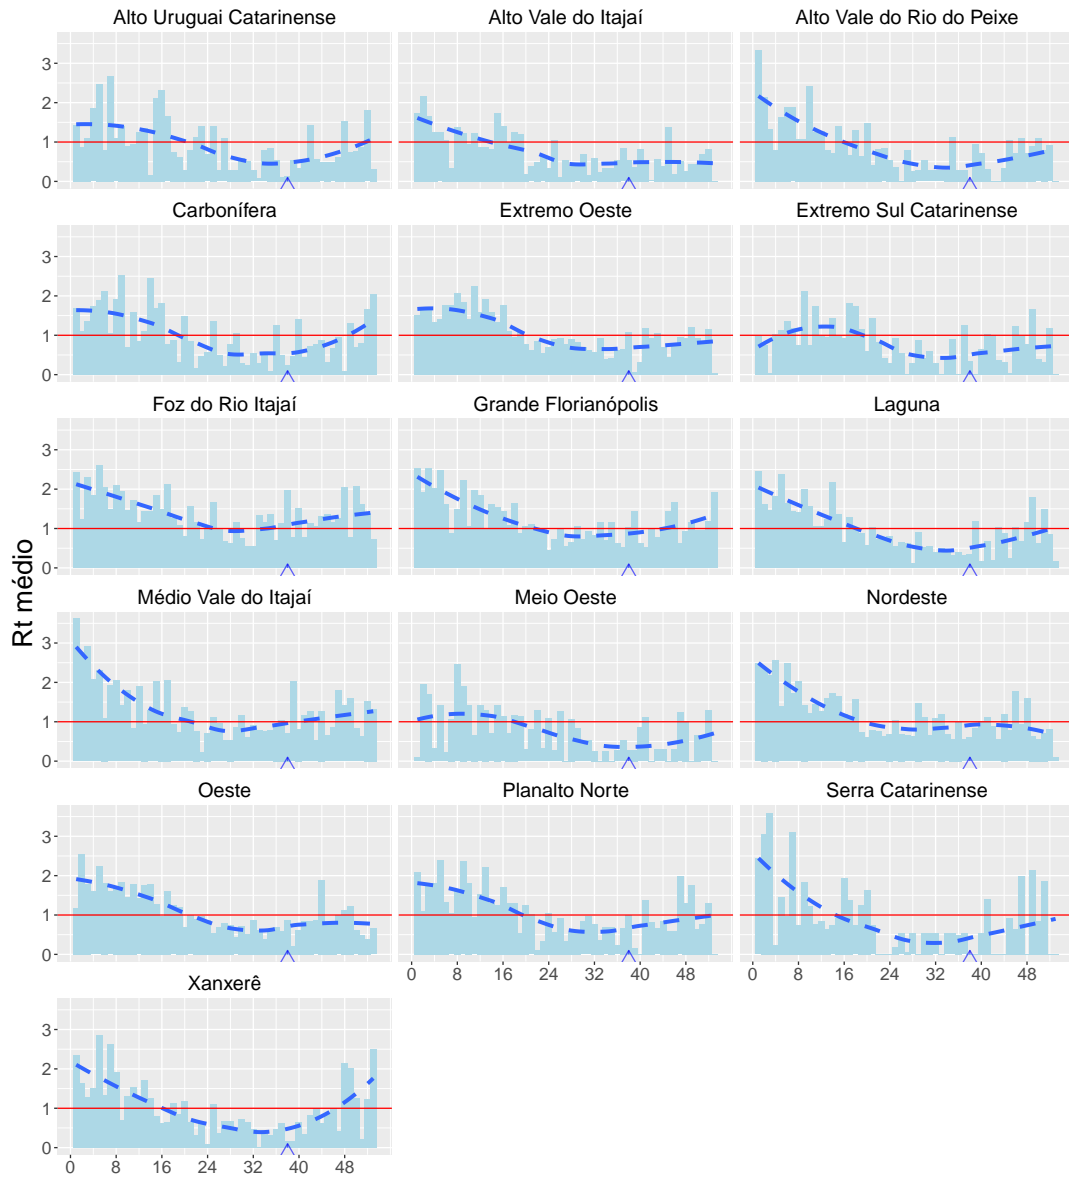 Alto Uruguai Catarinense Alto Vale do Itajaí Alto Vale do Rio do Peixe
3
2
1
0
Carbonífera Extremo Oeste Extremo Sul Catarinense
3
2
1
0
Foz do Rio Itajaí Grande Florianópolis Laguna
3
2
1
0
Rt médio
Médio Vale do Itajaí Meio Oeste Nordeste
3
2
1
0
Oeste Planalto Norte Serra Catarinense
3
2
1
0
0 8 16 24 32 40 48 0 8 16 24 32 40 48
Xanxerê
3
2
1
0
0 8 16 24 32 40 48